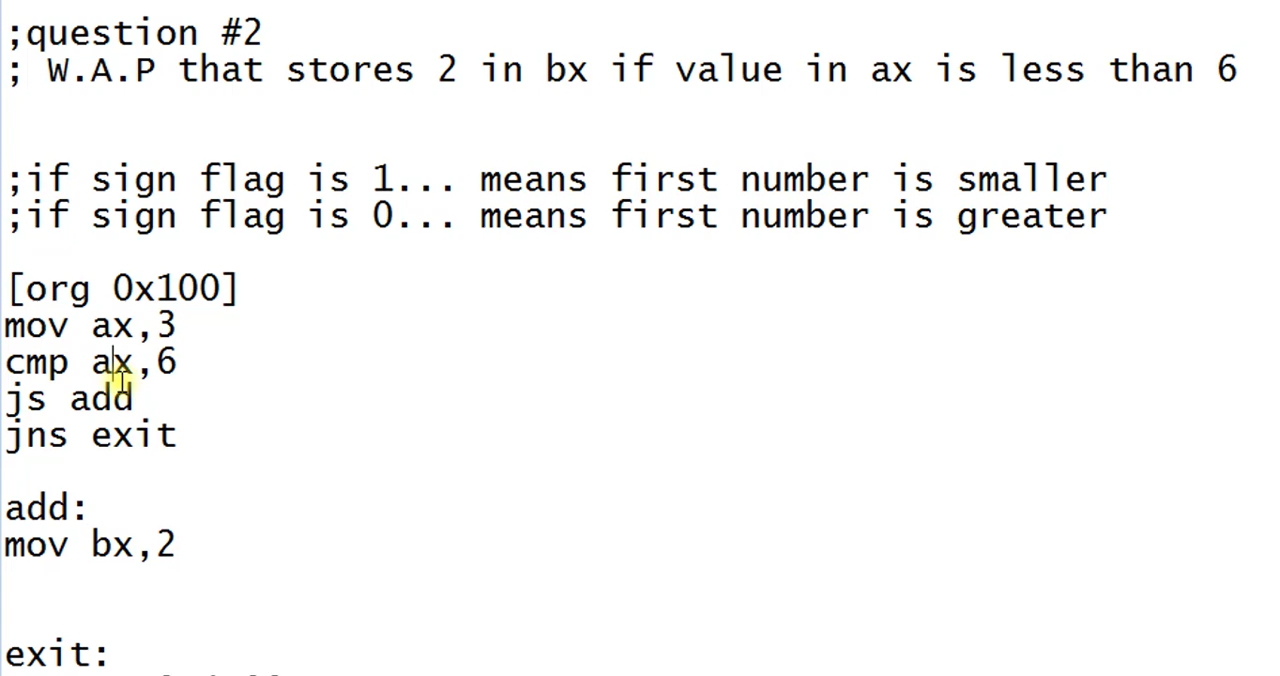 ;question #2
; W.A.P that stores 2 in bx if value in ax is less than 6
;if sign flag is 1... means first number is smaller
;if sign flag is 0... means first number is greater
[org 0x100]
mov ax,3
cmp ax,6
js add
jns exit
add:
mov bx,2
exit: